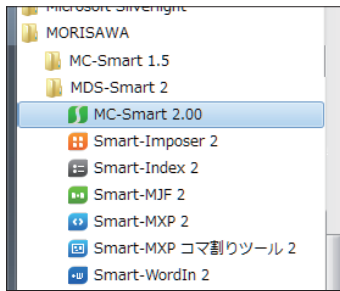 Microsoft Silverlight
MORISAWA
MC-Smart 1.5
MDS-Smart 2
MC-Smart 2.00
Smart-Imposer 2
Smart-Index 2
Smart-MJF 2
Smart-MXP 2
Smart-MXP コマ割りツール 2
Smart-WordIn 2